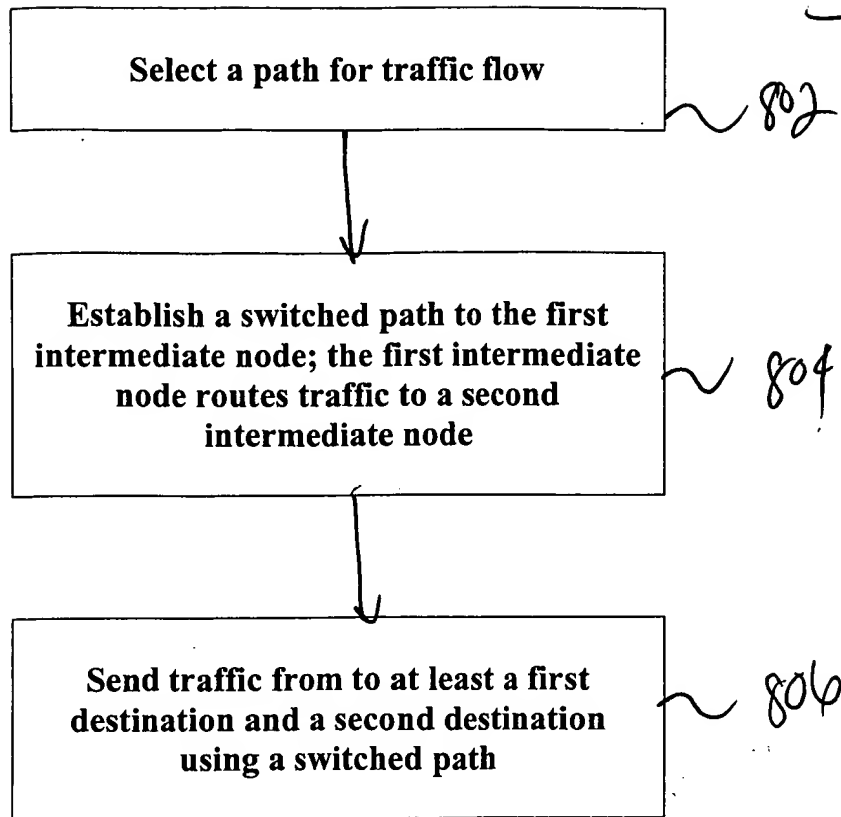 Select a path for traffic flow
802
Establish a switched path to the first
intermediate node; the first intermediate
node routes traffic to a second
intermediate node
804
Send traffic from to at least a first
destination and a second destination
using a switched path
806